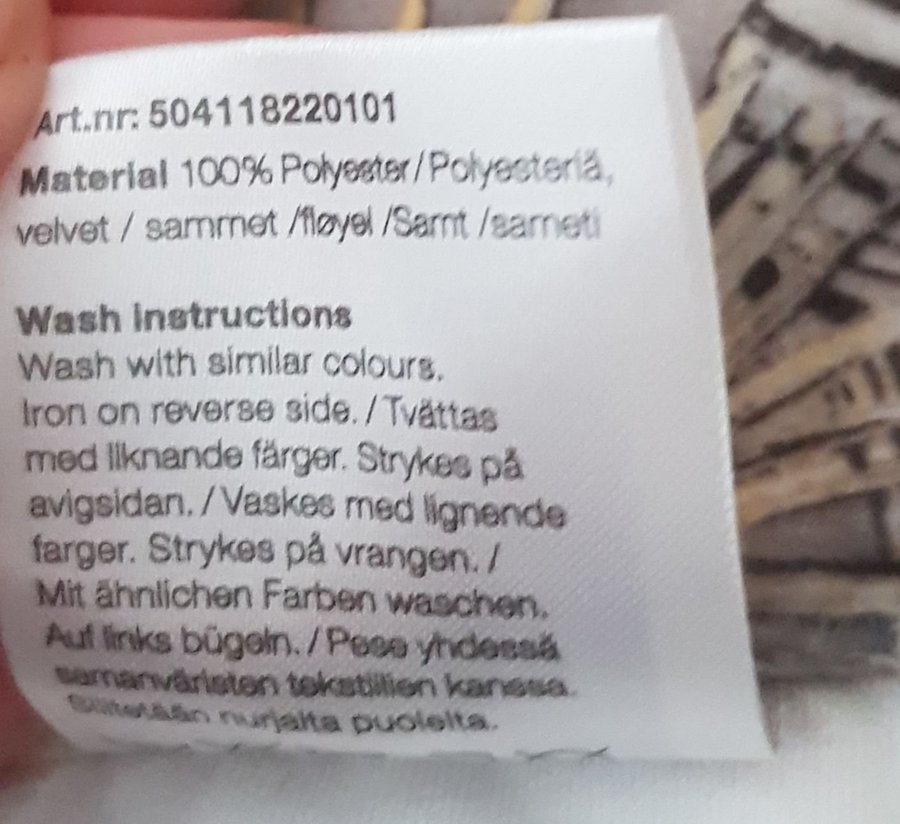 Art.nr: 504118220101
Material 100% Polyester/Polyesteriä,
velvet / sammet /fløyel /Samt /sameti
Wash instructions
Wash with similar colours.
Iron on reverse side. / Tvättas
med liknande färger. Strykes på
avigsidan. / Vaskes med lignende
farger. Strykes på vrangen. /
Mit ähnlichen Farben waschen.
Auf links bügeln. / Pese yhdessä
samanväristen tekstiilien kanssa.
Silitetään nurjalta puolelta.